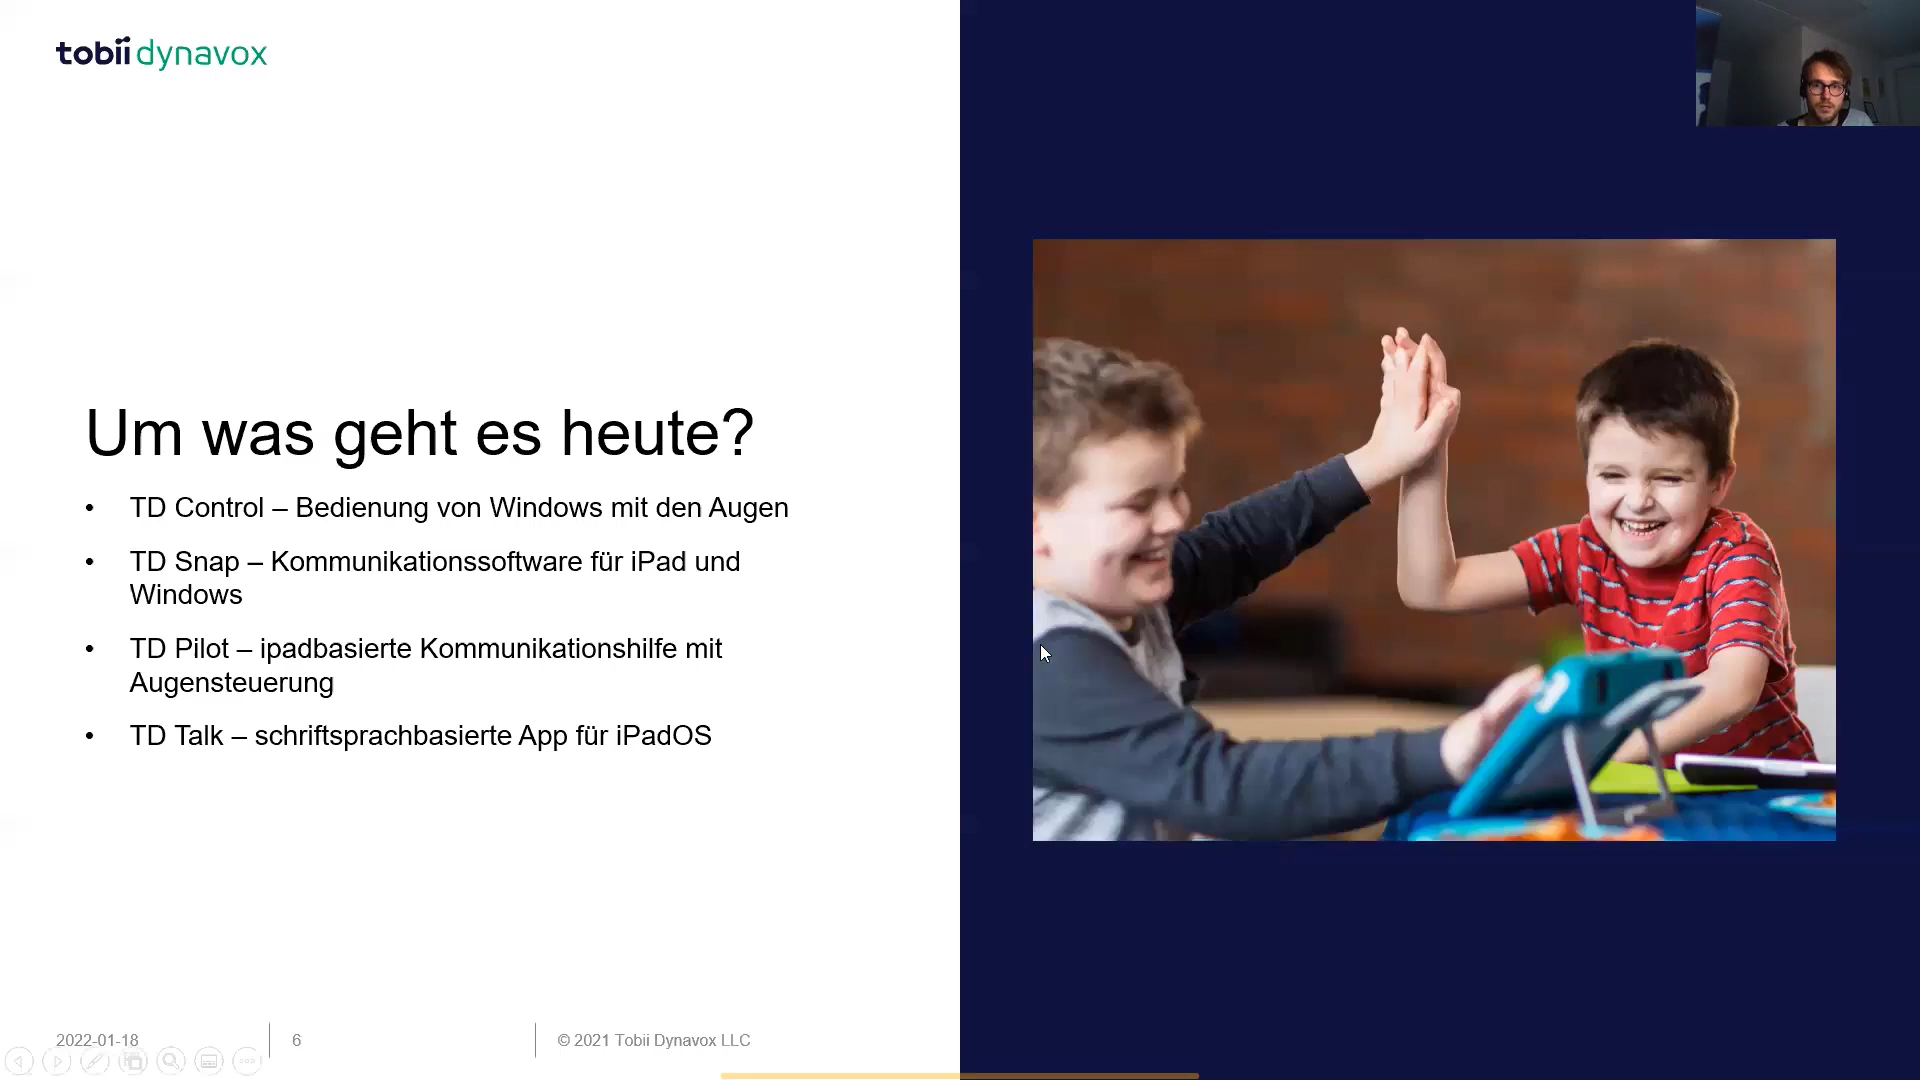 tobii dynavox
Um was geht es heute?
• TD Control – Bedienung von Windows mit den Augen
• TD Snap – Kommunikationssoftware für iPad und
Windows
• TD Pilot – ipadbasierte Kommunikationshilfe mit
Augensteuerung
• TD Talk – schriftsprachbasierte App für iPadOS
2022-01-18
6
© 2021 Tobii Dynavox LLC